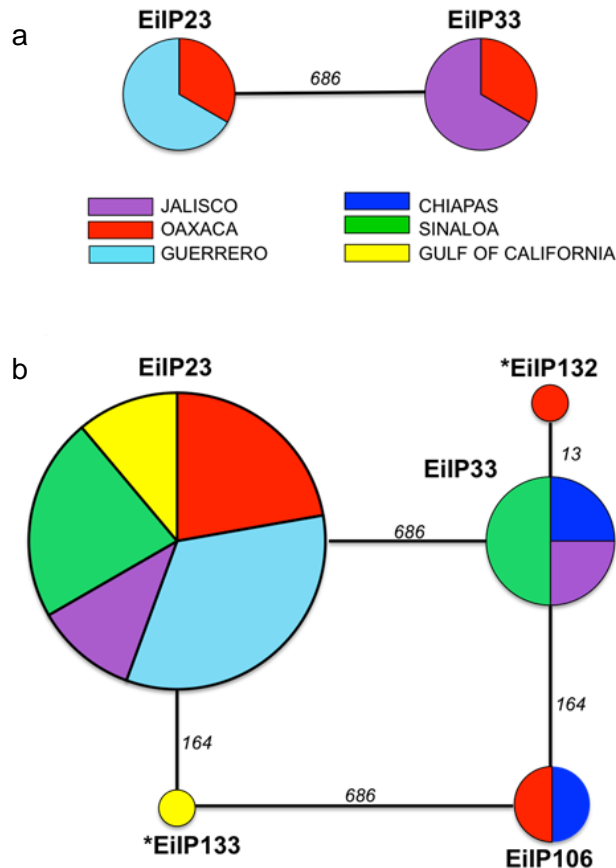 a
EiIP23 EiIP33
686
JALISCO CHIAPAS
OAXACA SINALOA
GUERRERO GULF OF CALIFORNIA
b
EiIP23
*EiIP132
13
EiIP33
686
164 164
686
*EiIP133
EiIP106